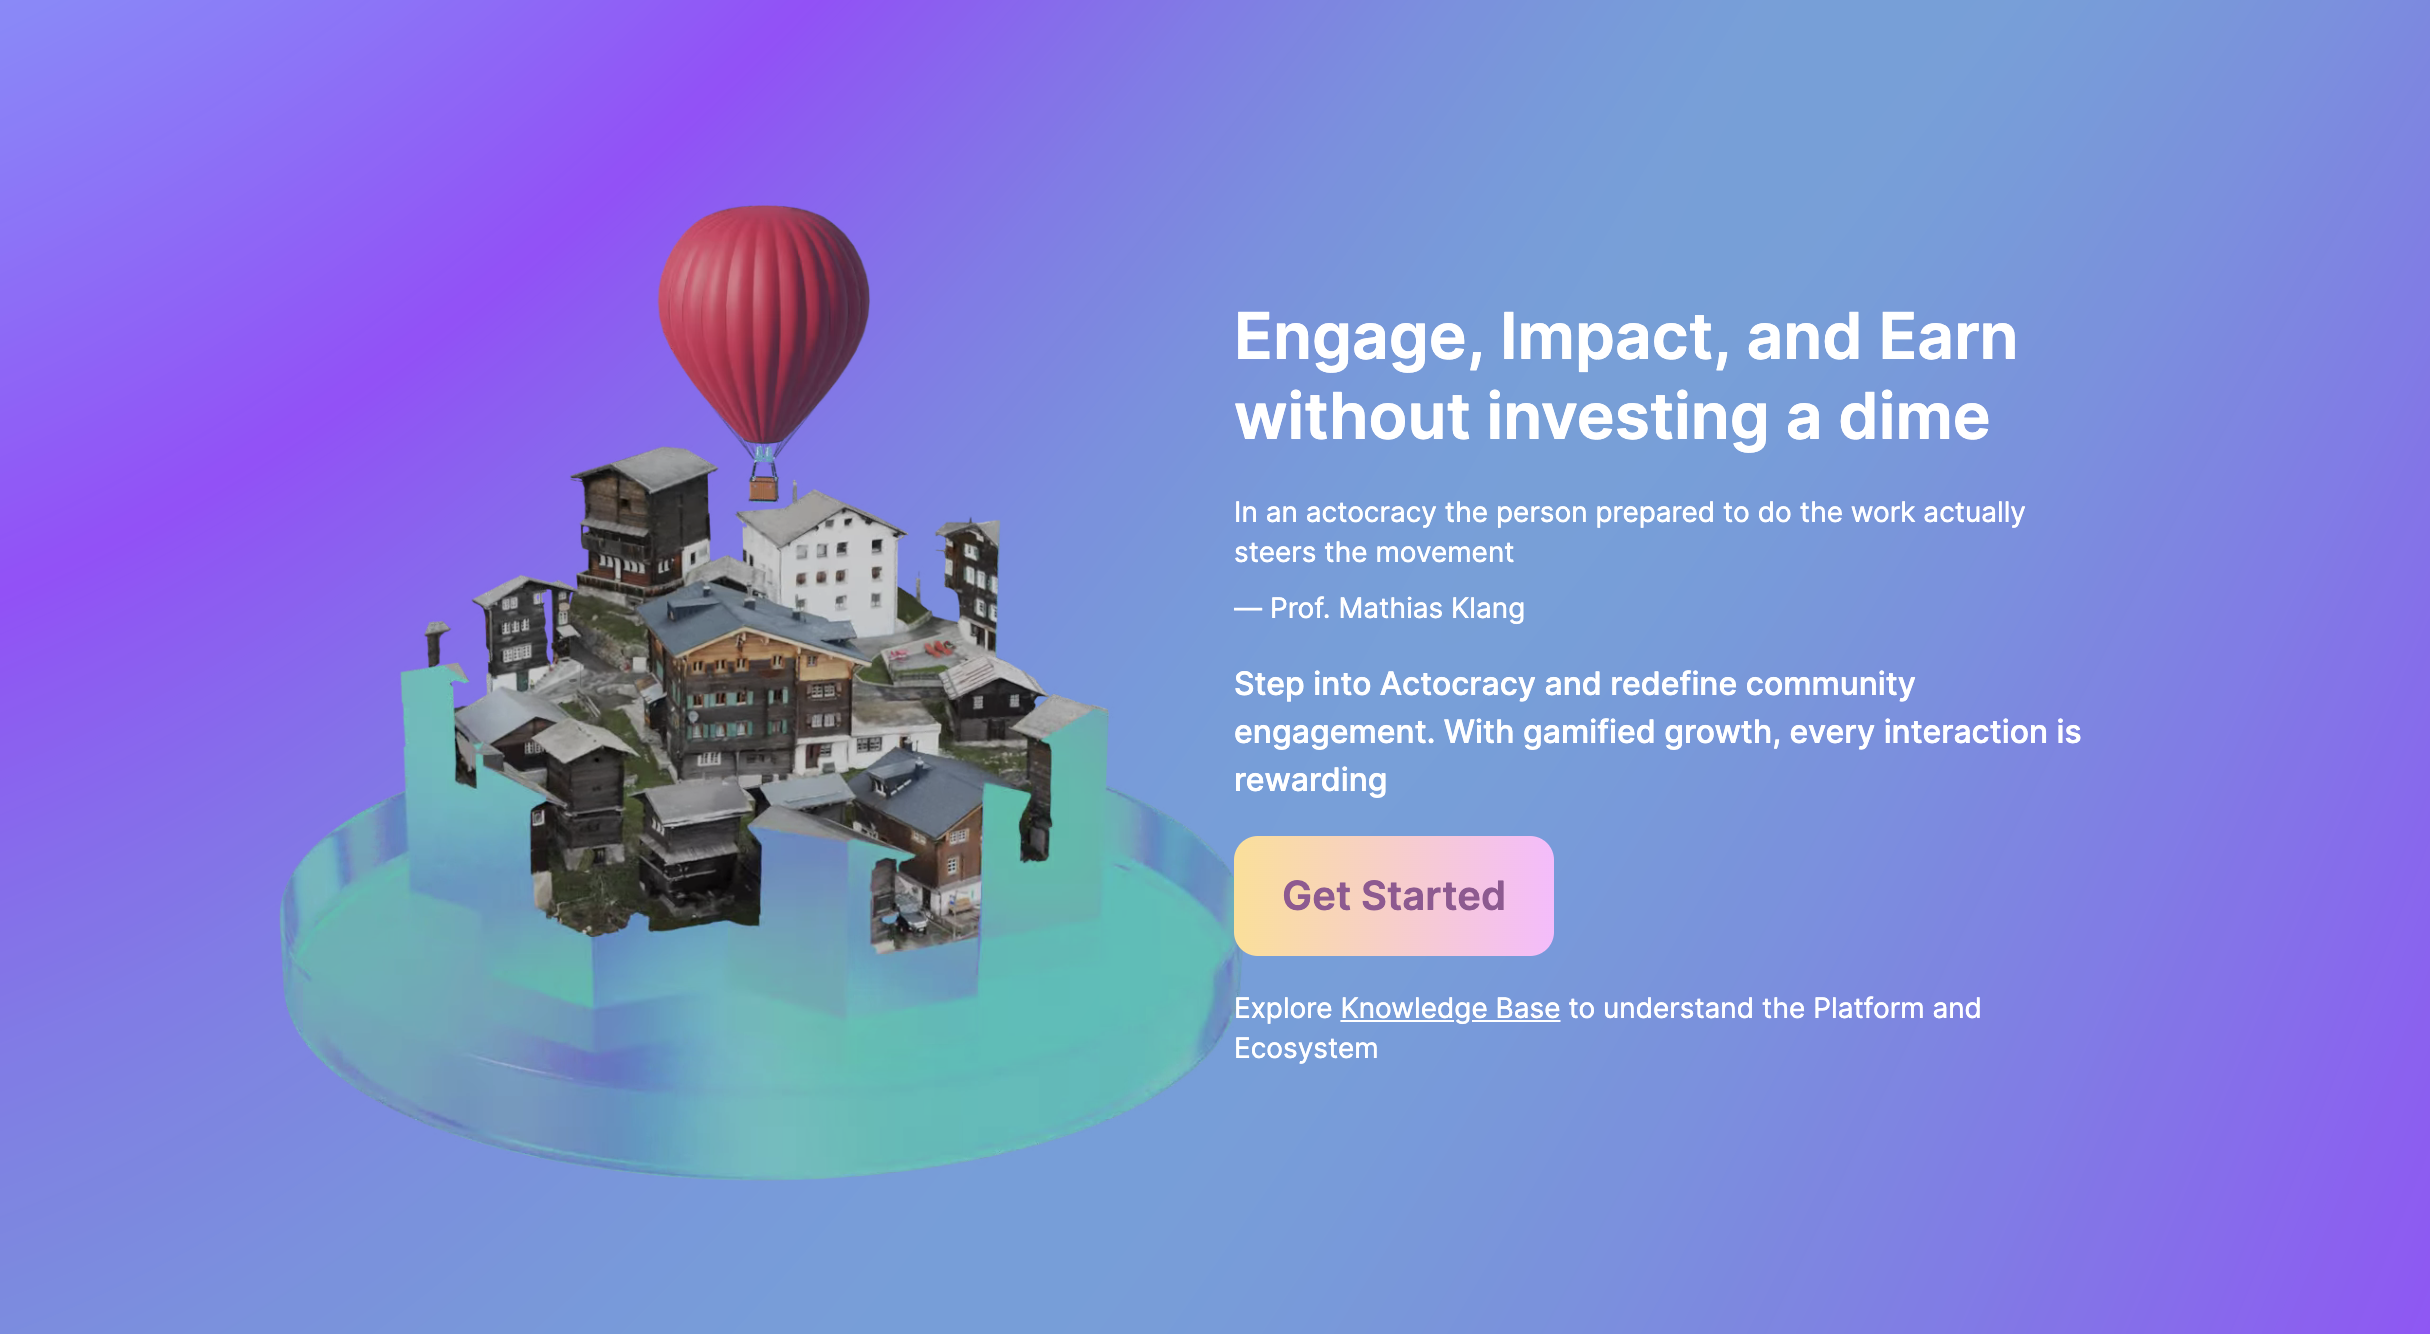 Engage, Impact, and Earn
without investing a dime
In an actocracy the person prepared to do the work actually
steers the movement
— Prof. Mathias Klang
Step into Actocracy and redefine community
engagement. With gamified growth, every interaction is
rewarding
Get Started
Explore Knowledge Base to understand the Platform and
Ecosystem